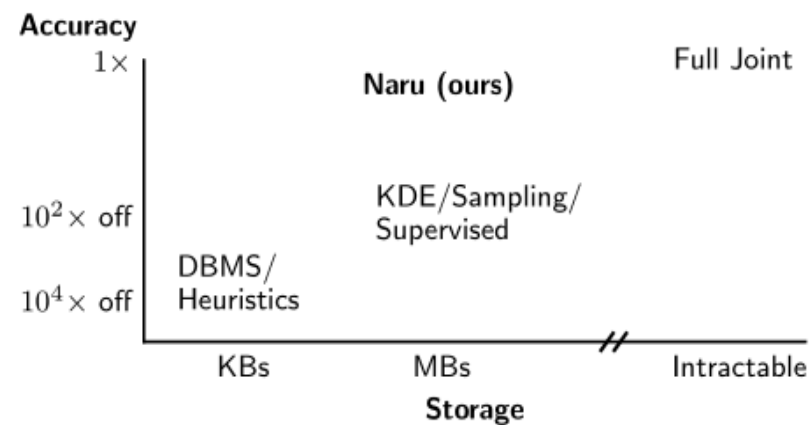 Accuracy
1×
Full Joint
Naru (ours)
KDE/Sampling/
Supervised
10²× off
DBMS/
Heuristics
10⁴× off
KBs
MBs
Intractable
Storage